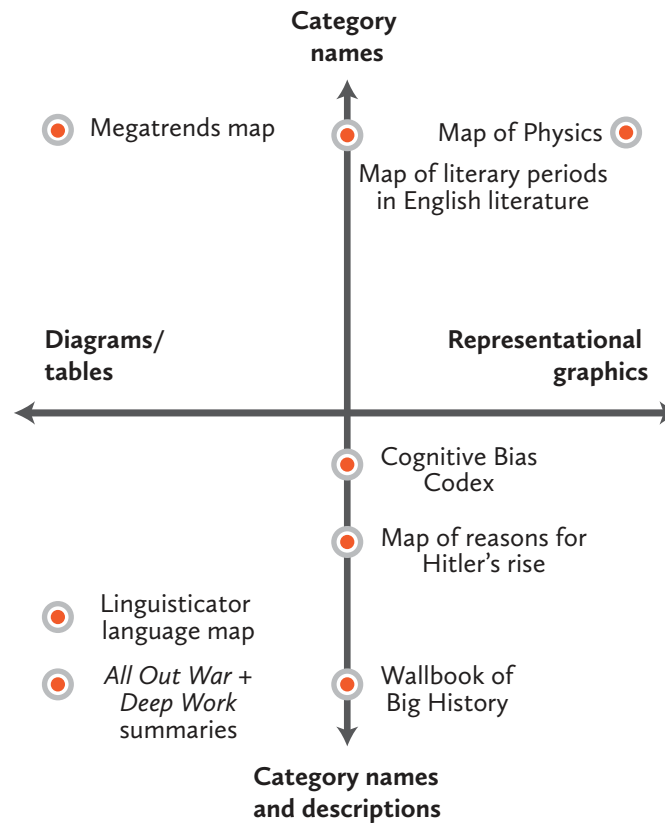 Category
names
Megatrends map
Map of Physics
Map of literary periods
in English literature
Diagrams/
tables
Representational
graphics
Cognitive Bias
Codex
Map of reasons for
Hitler’s rise
Linguisticator
language map
All Out War +
Deep Work
summaries
Wallbook of
Big History
Category names
and descriptions